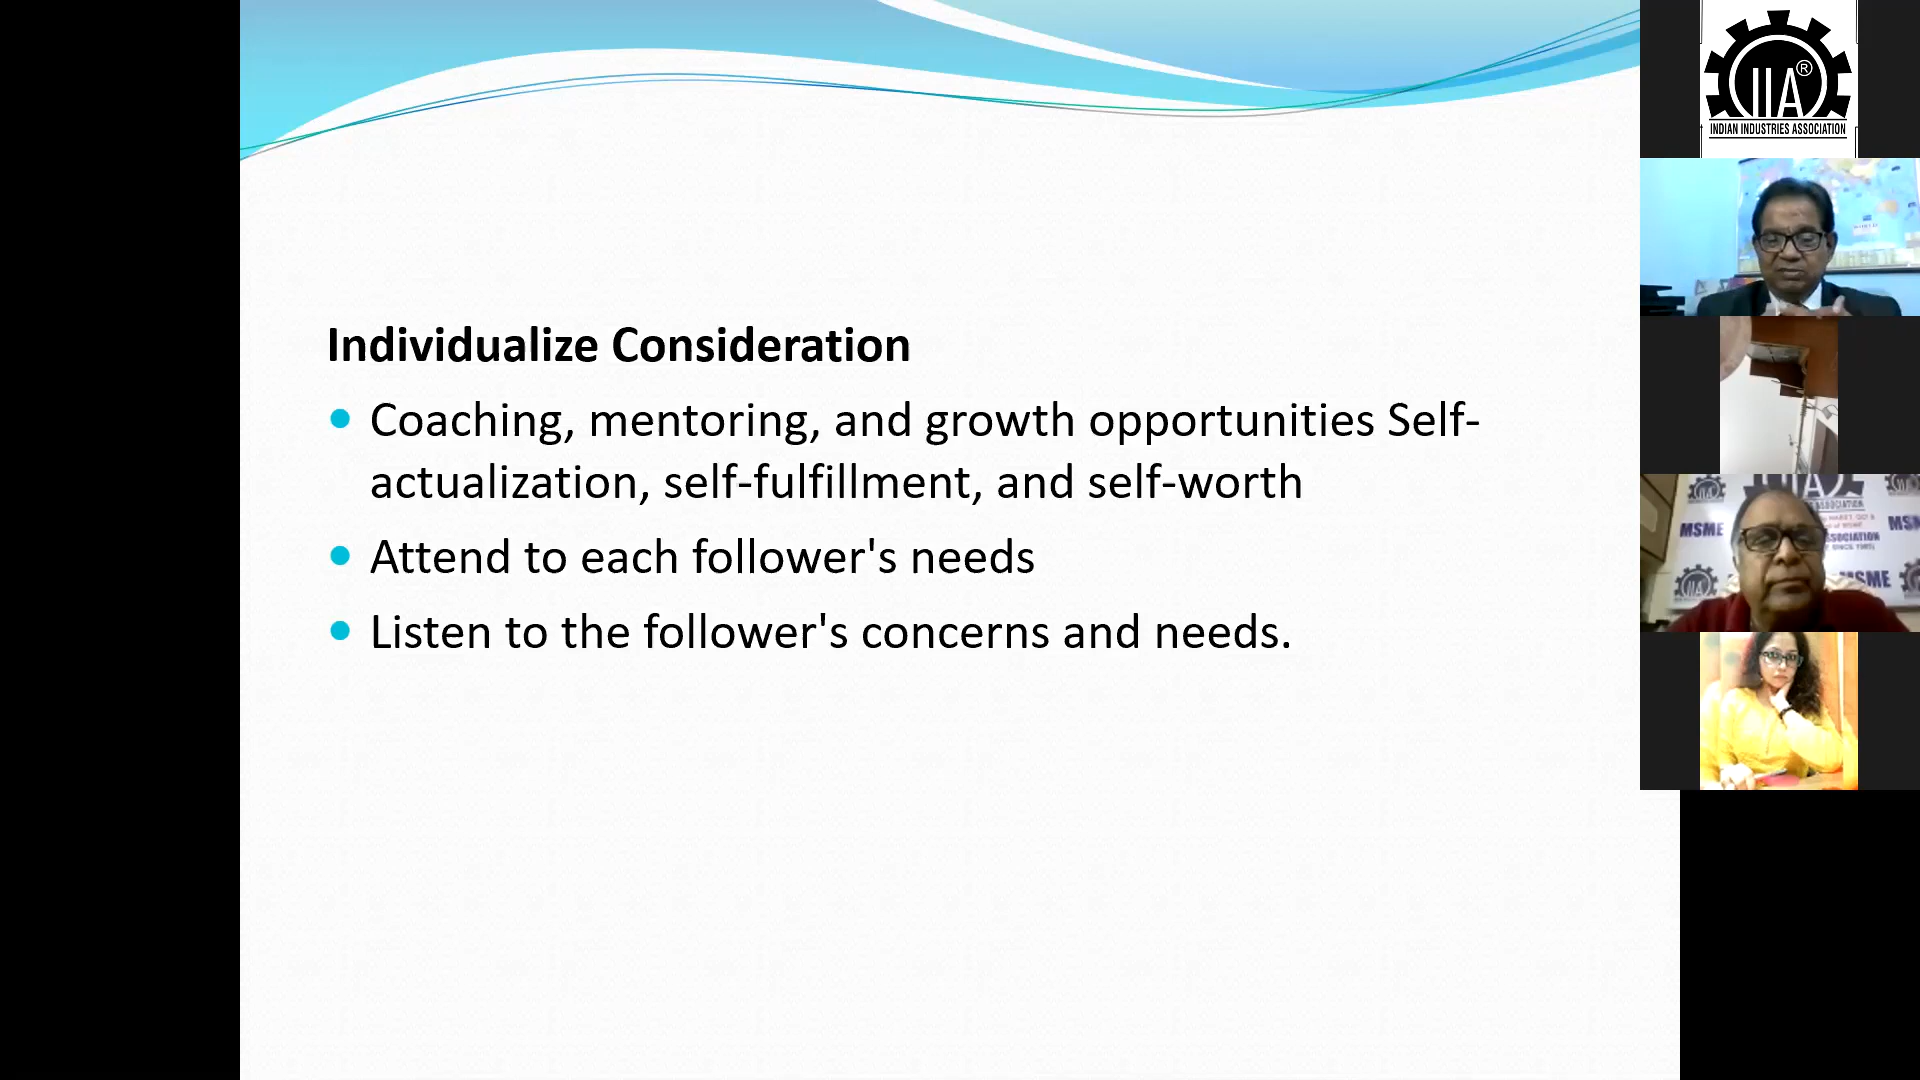 Individualize Consideration
Coaching, mentoring, and growth opportunities Self-
actualization, self-fulfillment, and self-worth
Attend to each follower's needs
Listen to the follower's concerns and needs.
IIA®
INDIAN INDUSTRIES ASSOCIATION
MSME
MSME